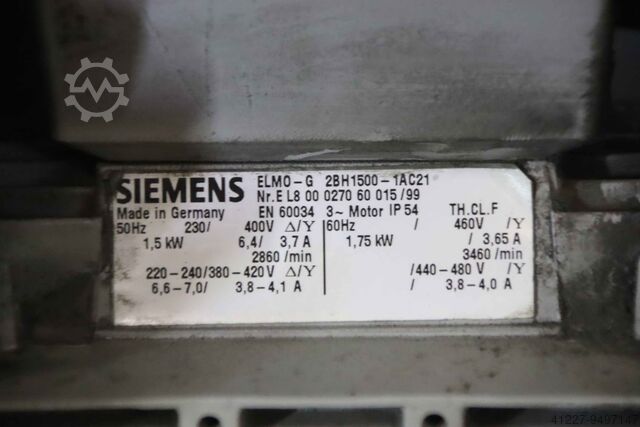 SIEMENS ELMO-G 2BH1500-1AC21
Nr.E L8 00 0270 60 015/99
Made in Germany EN 60034 3~ Motor IP 54 TH.CL.F
50Hz 230/ 400V Δ/Y 60Hz / 460V /Y
1,5 kW 6,4/ 3,7 A 1,75 kW / 3,65 A
2860/min 3460/min
220-240/380-420V Δ/Y /440-480 V /Y
6,6-7,0/ 3,8-4,1 A / 3,8-4,0 A
41227-9497147